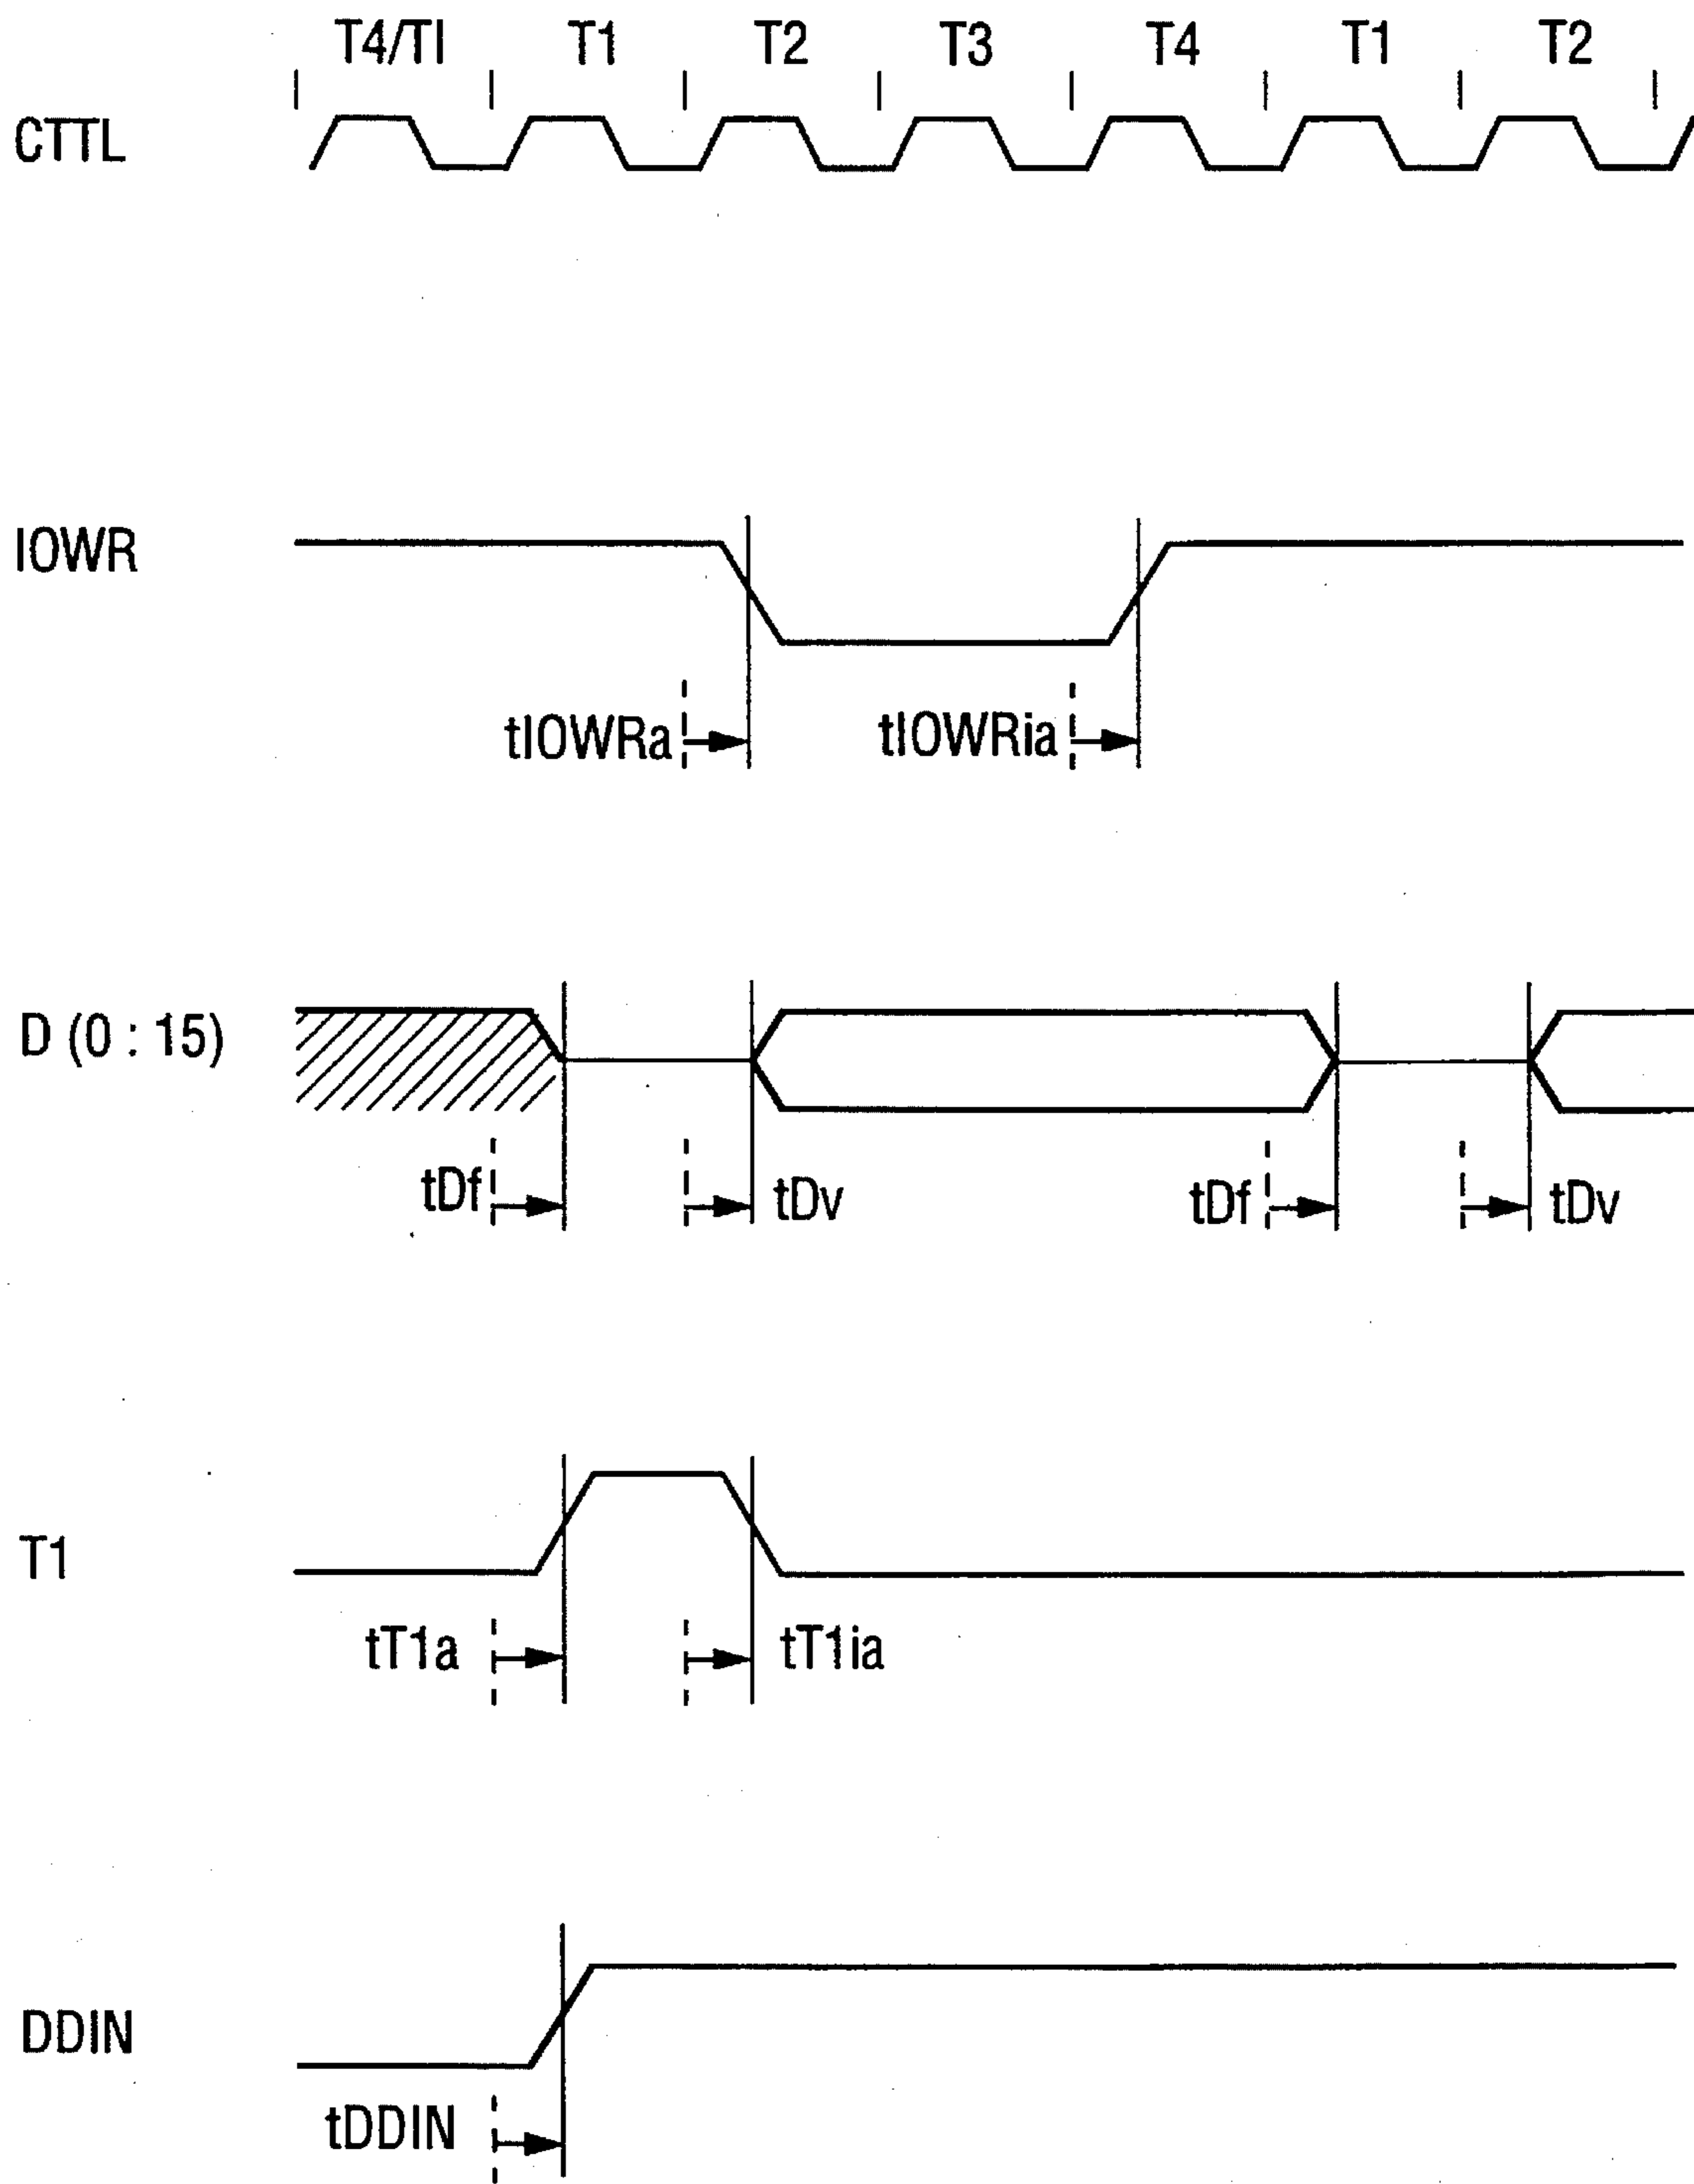 T4/TI T1 T2 T3 T4 T1 T2
CTTL
IOWR
tIOWRa tIOWRia
D (0 : 15)
tDf tDv tDf tDv
T1
tT1a tT1ia
DDIN
tDDIN